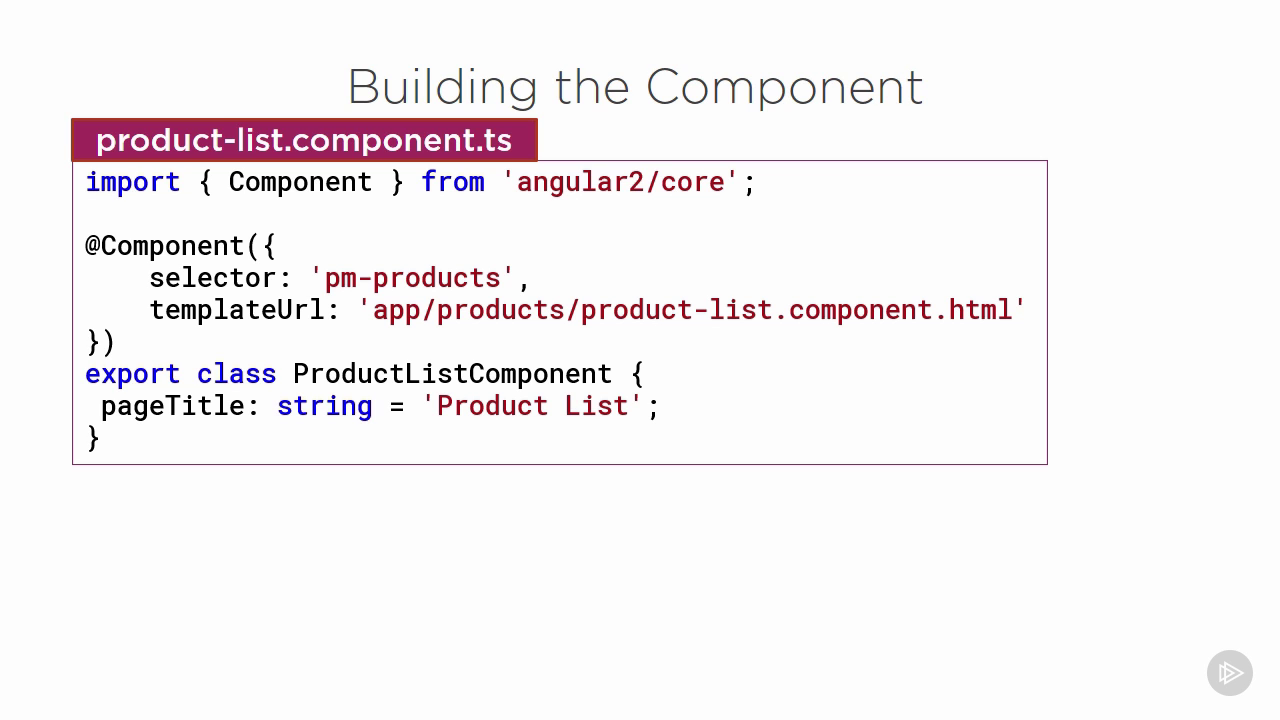 Building the Component
product-list.component.ts
import { Component } from 'angular2/core';
@Component({
    selector: 'pm-products',
    templateUrl: 'app/products/product-list.component.html'
})
export class ProductListComponent {
 pageTitle: string = 'Product List';
}